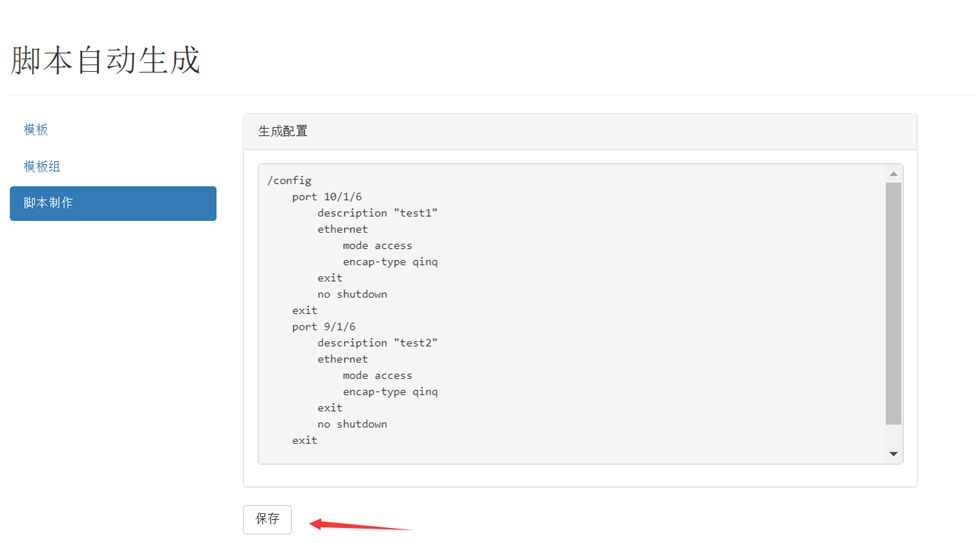 脚本自动生成
模板
模板组
脚本制作
生成配置
/config
    port 10/1/6
        description "test1"
        ethernet
            mode access
            encap-type qinq
        exit
        no shutdown
    exit
    port 9/1/6
        description "test2"
        ethernet
            mode access
            encap-type qinq
        exit
        no shutdown
    exit
保存